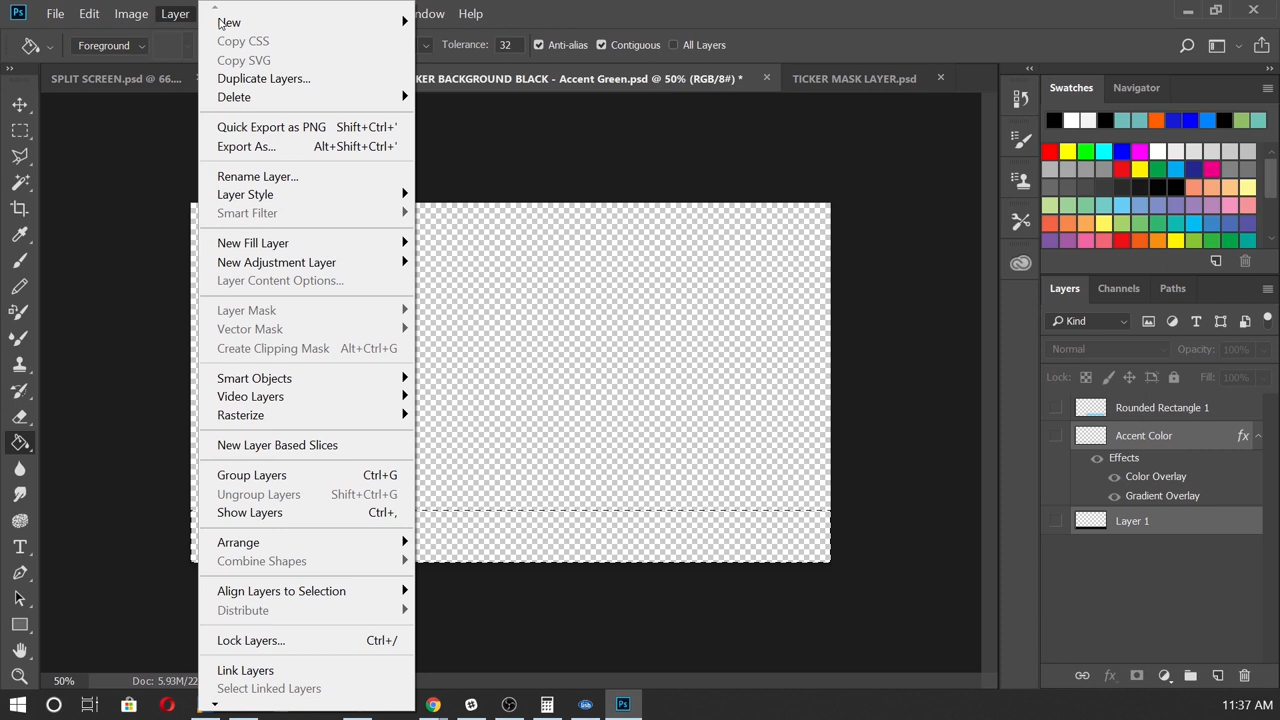 Ps File Edit Image Layer ndow Help
Foreground Tolerance: 32 Anti-alias Contiguous All Layers
SPLIT SCREEN.psd @ 66.... KER BACKGROUND BLACK - Accent Green.psd @ 50% (RGB/8#) * TICKER MASK LAYER.psd
New
Copy CSS
Copy SVG
Duplicate Layers...
Delete
Quick Export as PNG Shift+Ctrl+'
Export As... Alt+Shift+Ctrl+'
Rename Layer...
Layer Style
Smart Filter
New Fill Layer
New Adjustment Layer
Layer Content Options...
Layer Mask
Vector Mask
Create Clipping Mask Alt+Ctrl+G
Smart Objects
Video Layers
Rasterize
New Layer Based Slices
Group Layers Ctrl+G
Ungroup Layers Shift+Ctrl+G
Show Layers Ctrl+,
Arrange
Combine Shapes
Align Layers to Selection
Distribute
Lock Layers... Ctrl+/
Link Layers
Select Linked Layers
Swatches Navigator
Layers Channels Paths
Kind
Normal Opacity: 100%
Lock: Fill: 100%
Rounded Rectangle 1
Accent Color fx
Effects
Color Overlay
Gradient Overlay
Layer 1
50% Doc: 5.93M/22
11:37 AM